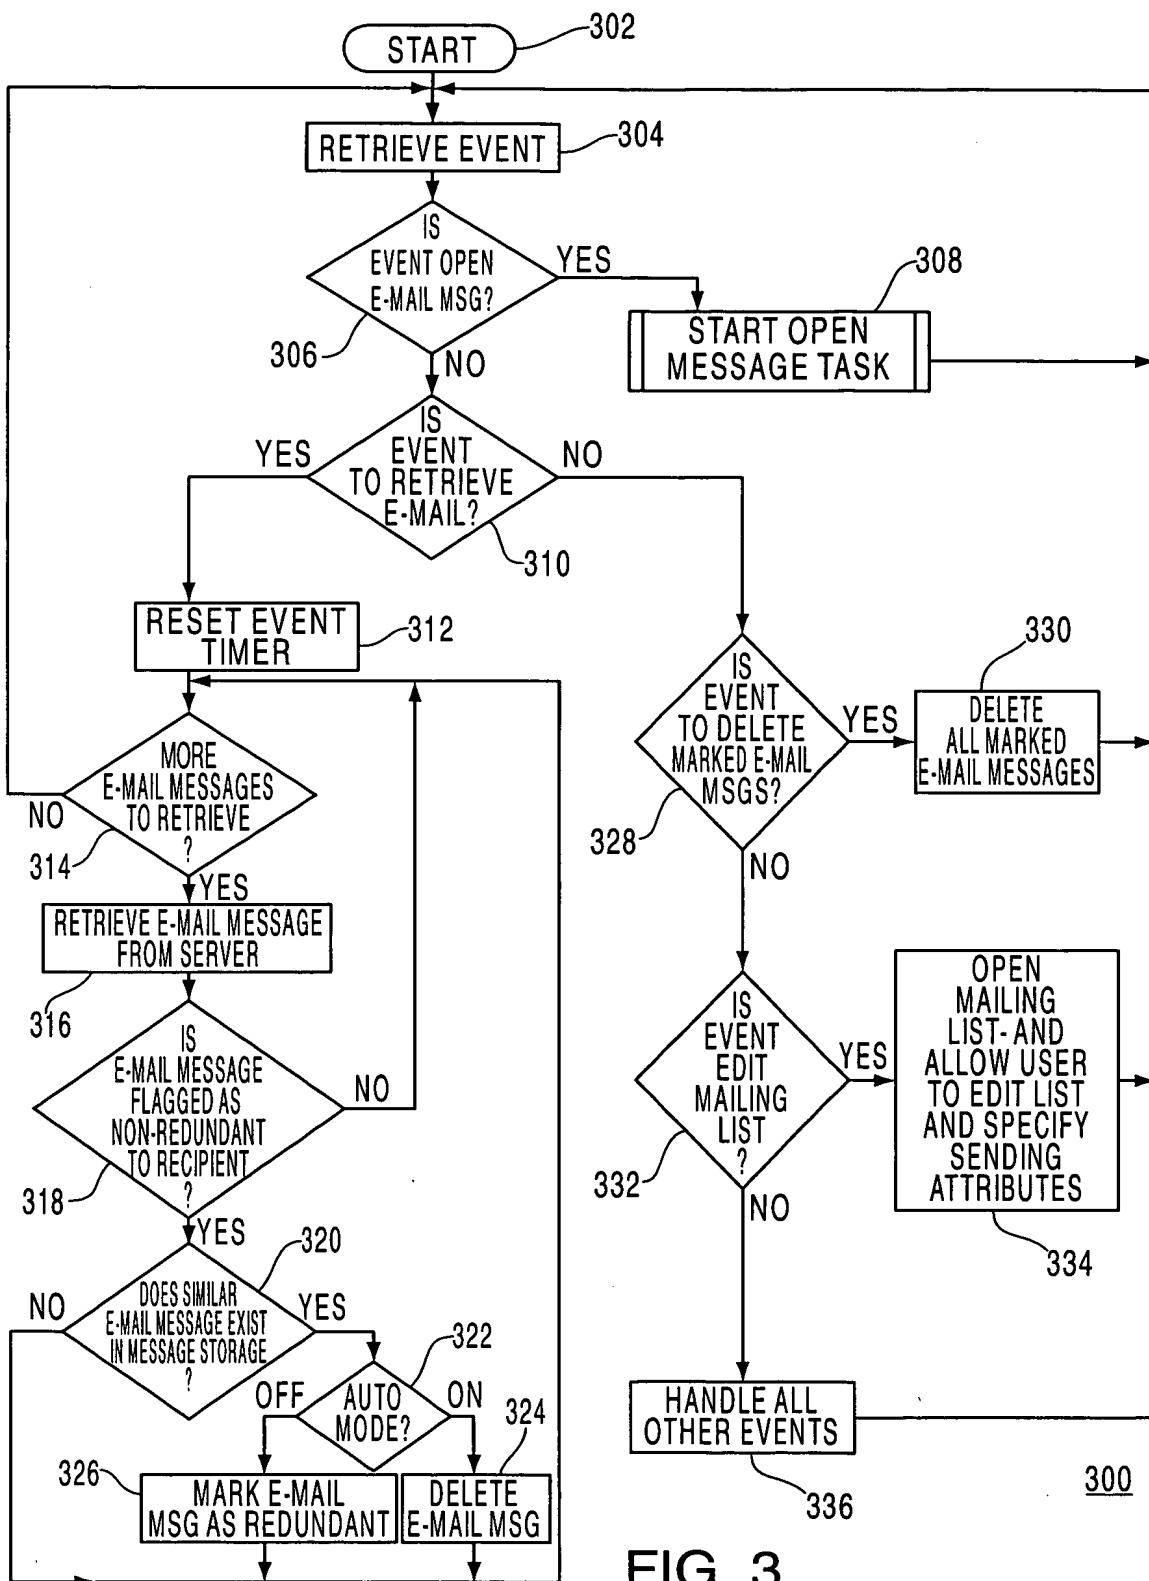 START
302
RETRIEVE EVENT
304
IS
EVENT OPEN
E-MAIL MSG?
306
YES
NO
START OPEN
MESSAGE TASK
308
IS
EVENT
TO RETRIEVE
E-MAIL?
310
YES
NO
RESET EVENT
TIMER
312
MORE
E-MAIL MESSAGES
TO RETRIEVE
?
314
NO
YES
RETRIEVE E-MAIL MESSAGE
FROM SERVER
316
IS
E-MAIL MESSAGE
FLAGGED AS
NON-REDUNDANT
TO RECIPIENT
?
318
NO
YES
DOES SIMILAR
E-MAIL MESSAGE EXIST
IN MESSAGE STORAGE
?
320
NO
YES
AUTO
MODE?
322
OFF
ON
MARK E-MAIL
MSG AS REDUNDANT
326
DELETE
E-MAIL MSG
324
IS
EVENT
TO DELETE
MARKED E-MAIL
MSGS?
328
YES
NO
DELETE
ALL MARKED
E-MAIL MESSAGES
330
IS
EVENT
EDIT
MAILING
LIST
?
332
YES
NO
OPEN
MAILING
LIST- AND
ALLOW USER
TO EDIT LIST
AND SPECIFY
SENDING
ATTRIBUTES
334
HANDLE ALL
OTHER EVENTS
336
300
FIG. 3